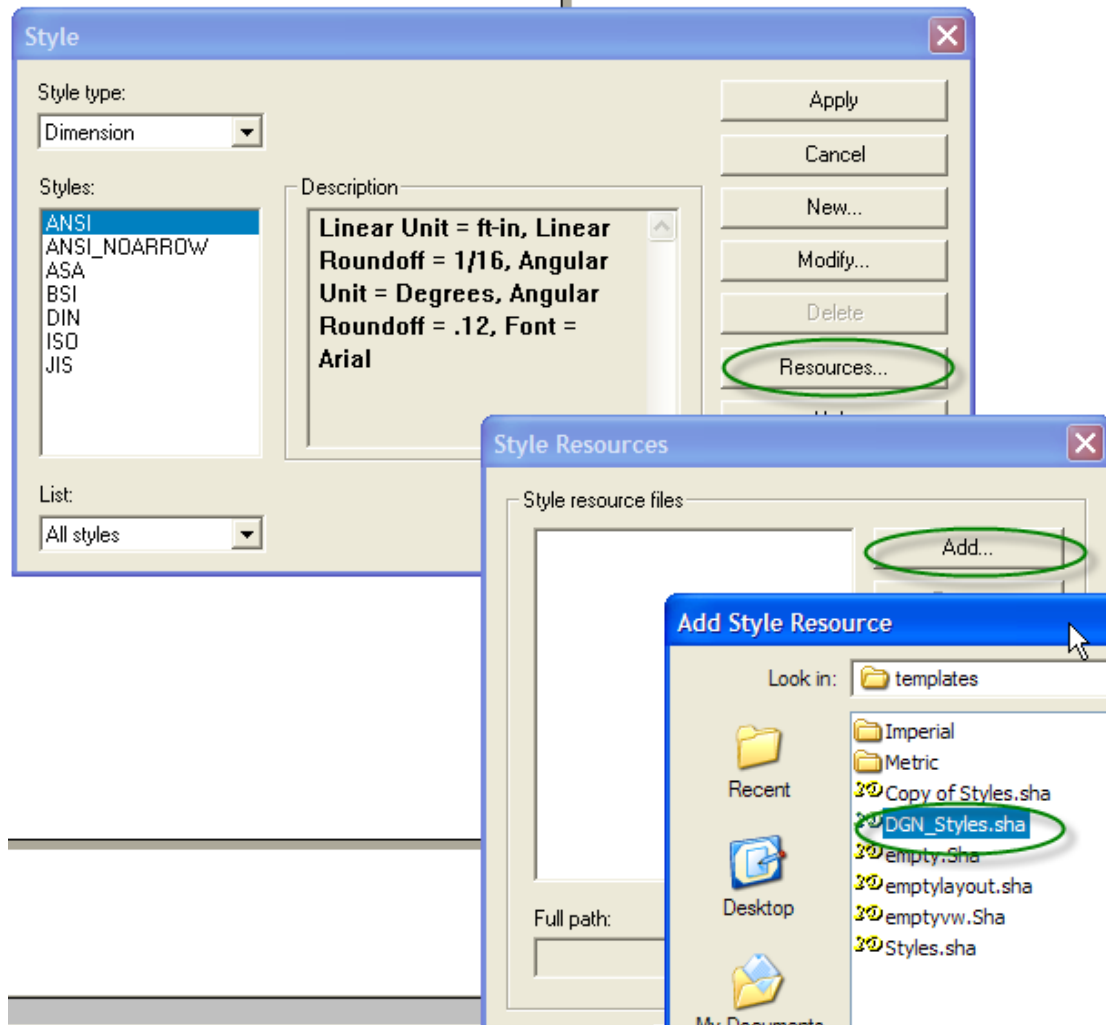 Style
Style type:
Dimension
Styles:
ANSI
ANSI_NOARROW
ASA
BSI
DIN
ISO
JIS
List:
All styles
Description
Linear Unit = ft-in, Linear
Roundoff = 1/16, Angular
Unit = Degrees, Angular
Roundoff = .12, Font =
Arial
Apply
Cancel
New...
Modify...
Delete
Resources...
Style Resources
Style resource files
Add...
Full path:
Add Style Resource
Look in:
templates
Recent
Desktop
My Documents
Imperial
Metric
Copy of Styles.sha
DGN_Styles.sha
empty.Sha
emptylayout.sha
emptyvw.Sha
Styles.sha